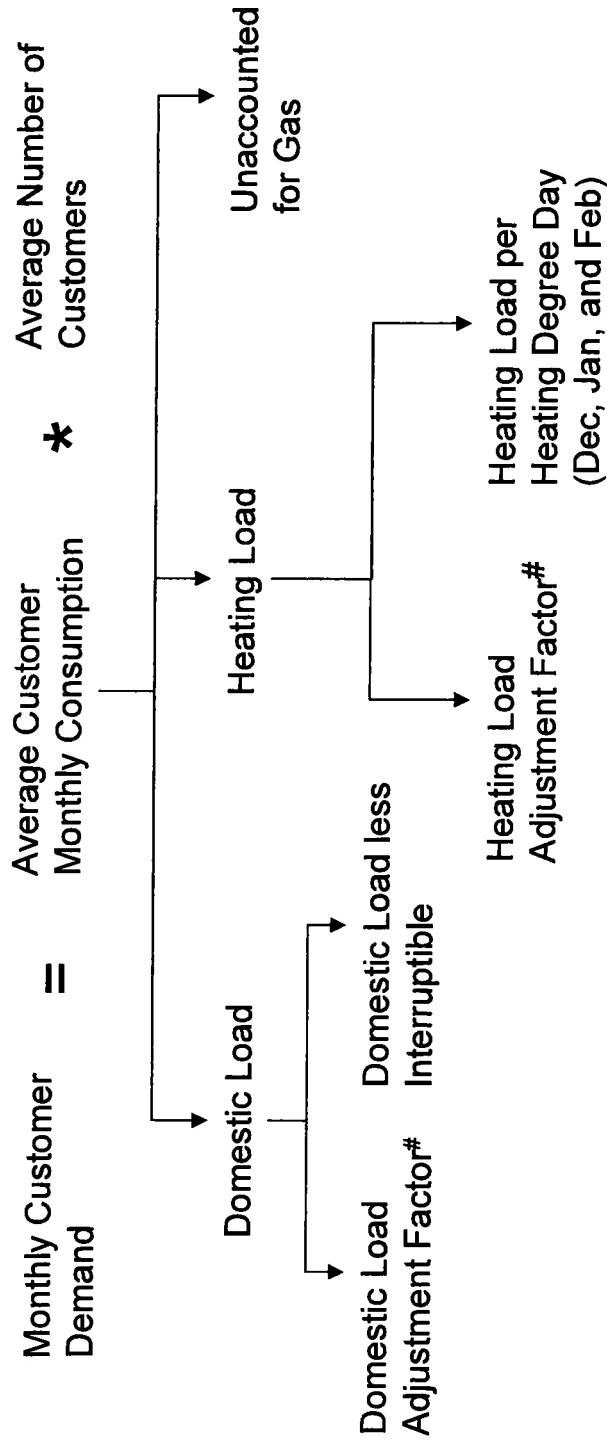 Monthly Customer
Demand
=
Average Customer
Monthly Consumption
*
Average Number of
Customers
Domestic Load
Heating Load
Unaccounted
for Gas
Domestic Load
Adjustment Factor#
Domestic Load less
Interruptible
Heating Load
Adjustment Factor#
Heating Load per
Heating Degree Day
(Dec, Jan, and Feb)